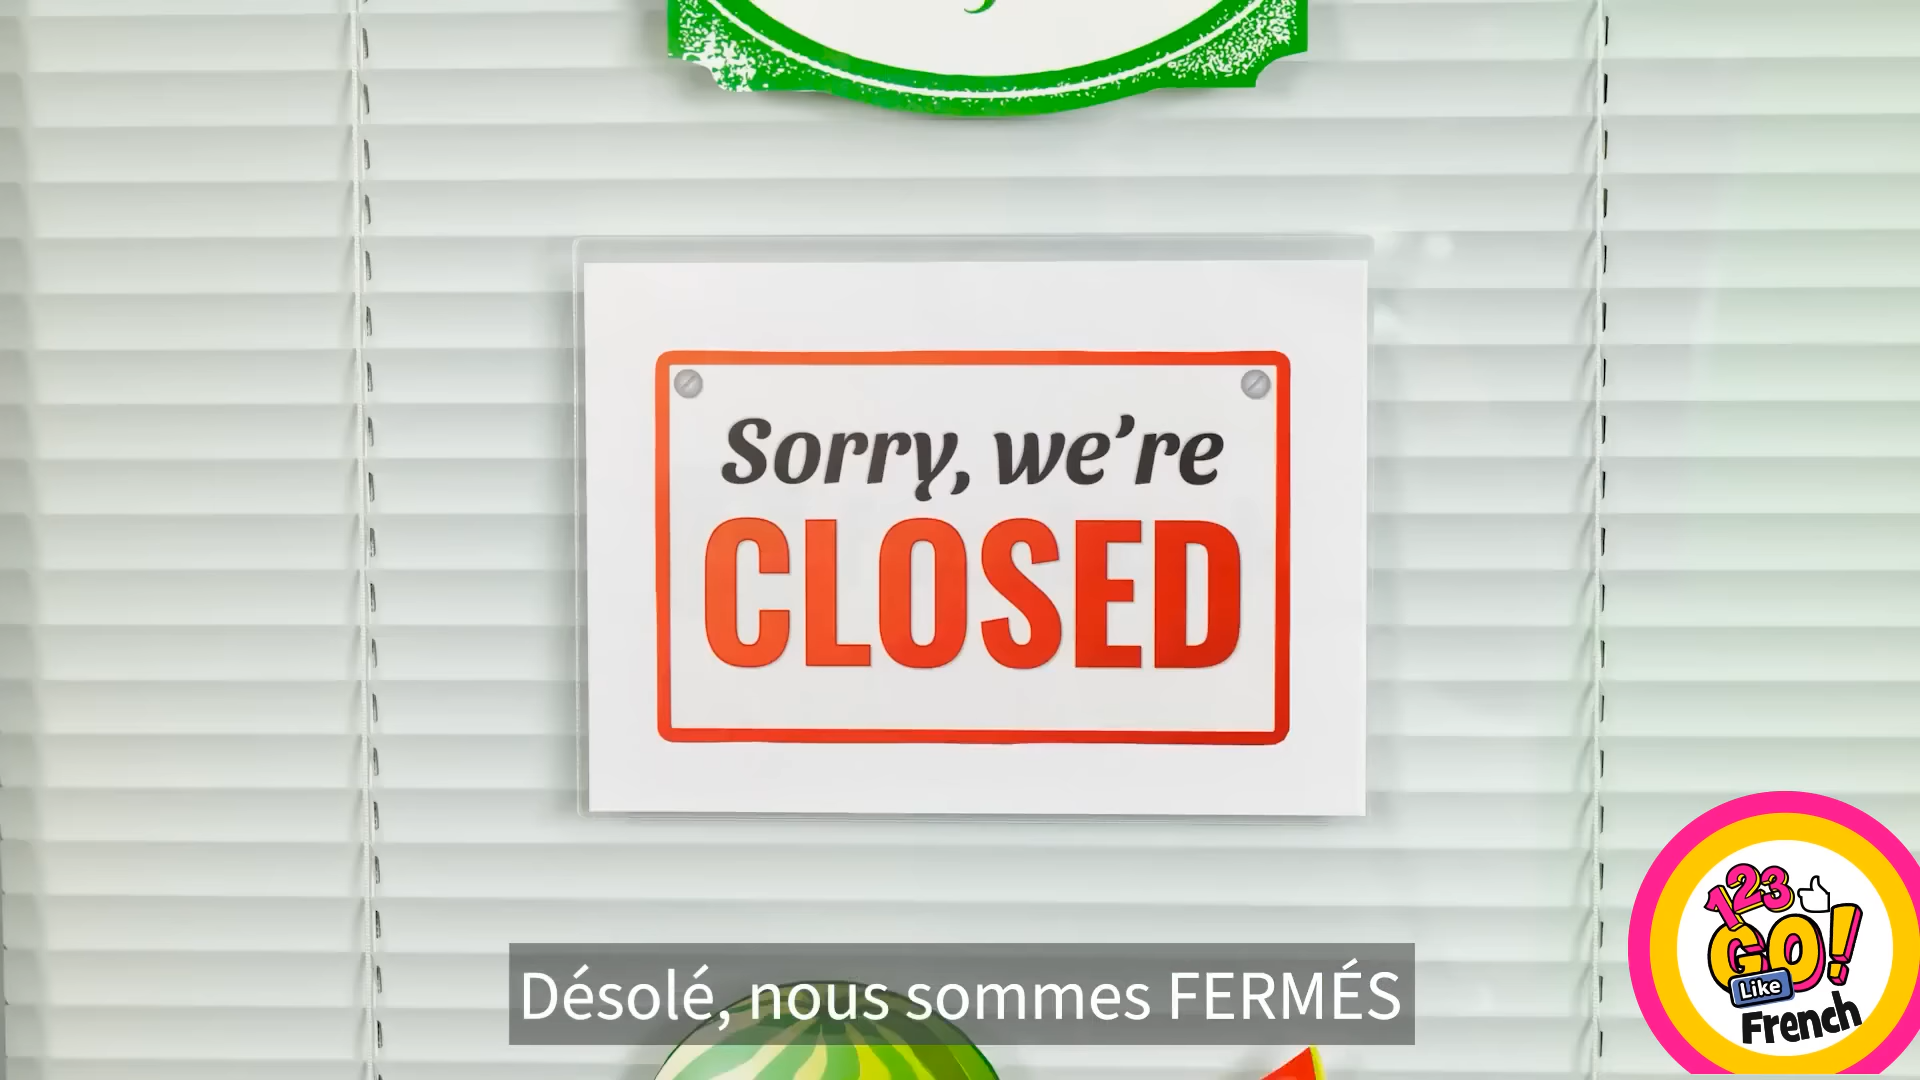 Sorry, we're
CLOSED
Désolé, nous sommes FERMÉS
123
GO!
Like
French